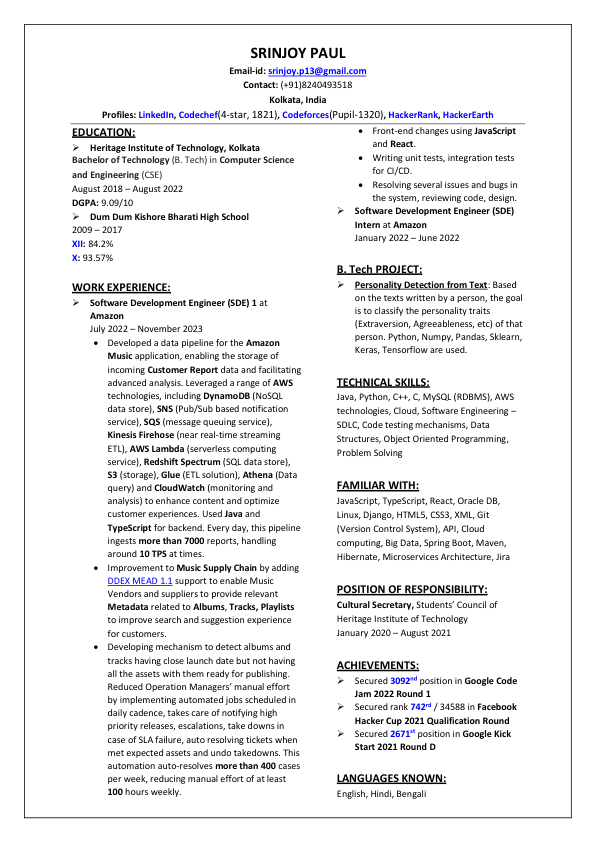 SRINJOY PAUL
Email-id: srinjoy.p13@gmail.com
Contact: (+91)8240493518
Kolkata, India
Profiles: LinkedIn, Codechef(4-star, 1821), Codeforces(Pupil-1320), HackerRank, HackerEarth
EDUCATION:
➢ Heritage Institute of Technology, Kolkata
Bachelor of Technology (B. Tech) in Computer Science
and Engineering (CSE)
August 2018 – August 2022
DGPA: 9.09/10
➢ Dum Dum Kishore Bharati High School
2009 – 2017
XII: 84.2%
X: 93.57%
WORK EXPERIENCE:
➢ Software Development Engineer (SDE) 1 at
Amazon
July 2022 – November 2023
• Developed a data pipeline for the Amazon
Music application, enabling the storage of
incoming Customer Report data and facilitating
advanced analysis. Leveraged a range of AWS
technologies, including DynamoDB (NoSQL
data store), SNS (Pub/Sub based notification
service), SQS (message queuing service),
Kinesis Firehose (near real-time streaming
ETL), AWS Lambda (serverless computing
service), Redshift Spectrum (SQL data store),
S3 (storage), Glue (ETL solution), Athena (Data
query) and CloudWatch (monitoring and
analysis) to enhance content and optimize
customer experiences. Used Java and
TypeScript for backend. Every day, this pipeline
ingests more than 7000 reports, handling
around 10 TPS at times.
• Improvement to Music Supply Chain by adding
DDEX MEAD 1.1 support to enable Music
Vendors and suppliers to provide relevant
Metadata related to Albums, Tracks, Playlists
to improve search and suggestion experience
for customers.
• Developing mechanism to detect albums and
tracks having close launch date but not having
all the assets with them ready for publishing.
Reduced Operation Managers’ manual effort
by implementing automated jobs scheduled in
daily cadence, takes care of notifying high
priority releases, escalations, take downs in
case of SLA failure, auto resolving tickets when
met expected assets and undo takedowns. This
automation auto-resolves more than 400 cases
per week, reducing manual effort of at least
100 hours weekly.
• Front-end changes using JavaScript
and React.
• Writing unit tests, integration tests
for CI/CD.
• Resolving several issues and bugs in
the system, reviewing code, design.
➢ Software Development Engineer (SDE)
Intern at Amazon
January 2022 – June 2022
B. Tech PROJECT:
➢ Personality Detection from Text: Based
on the texts written by a person, the goal
is to classify the personality traits
(Extraversion, Agreeableness, etc) of that
person. Python, Numpy, Pandas, Sklearn,
Keras, Tensorflow are used.
TECHNICAL SKILLS:
Java, Python, C++, C, MySQL (RDBMS), AWS
technologies, Cloud, Software Engineering –
SDLC, Code testing mechanisms, Data
Structures, Object Oriented Programming,
Problem Solving
FAMILIAR WITH:
JavaScript, TypeScript, React, Oracle DB,
Linux, Django, HTML5, CSS3, XML, Git
(Version Control System), API, Cloud
computing, Big Data, Spring Boot, Maven,
Hibernate, Microservices Architecture, Jira
POSITION OF RESPONSIBILITY:
Cultural Secretary, Students’ Council of
Heritage Institute of Technology
January 2020 – August 2021
ACHIEVEMENTS:
➢ Secured 3092nd position in Google Code
Jam 2022 Round 1
➢ Secured rank 742rd / 34588 in Facebook
Hacker Cup 2021 Qualification Round
➢ Secured 2671st position in Google Kick
Start 2021 Round D
LANGUAGES KNOWN:
English, Hindi, Bengali